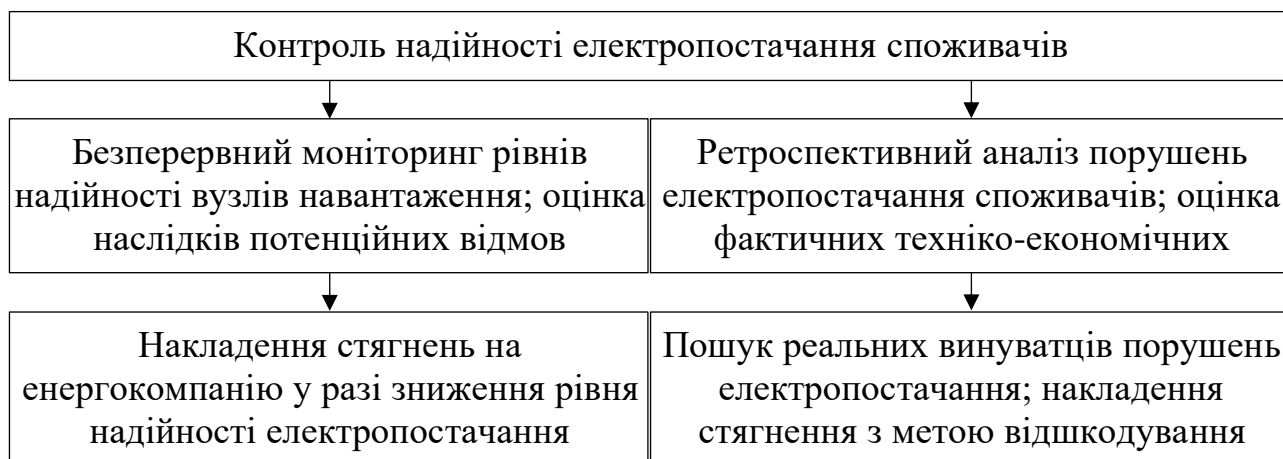 Контроль надійності електропостачання споживачів
Безперервний моніторинг рівнів
надійності вузлів навантаження; оцінка
наслідків потенційних відмов
Ретроспективний аналіз порушень
електропостачання споживачів; оцінка
фактичних техніко-економічних
Накладення стягнень на
енергокомпанію у разі зниження рівня
надійності електропостачання
Пошук реальних винуватців порушень
електропостачання; накладення
стягнення з метою відшкодування